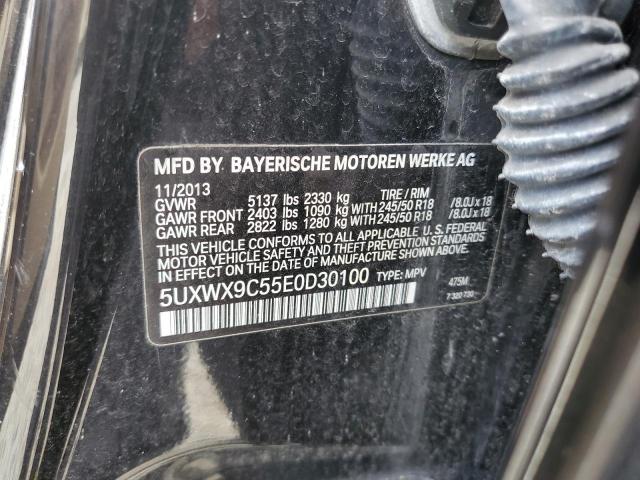 MFD BY BAYERISCHE MOTOREN WERKE AG
11/2013
GVWR 5137 lbs 2330 kg TIRE / RIM
GAWR FRONT 2403 lbs 1090 kg WITH 245/50 R18 /8.0J x 18
GAWR REAR 2822 lbs 1280 kg WITH 245/50 R18 /8.0J x 18
THIS VEHICLE CONFORMS TO ALL APPLICABLE U. S. FEDERAL
MOTOR VEHICLE SAFETY AND THEFT PREVENTION STANDARDS
IN EFFECT ON THE DATE OF MANUFACTURE SHOWN ABOVE.
5UXWX9C55E0D30100 TYPE: MPV 475M
7 320 730